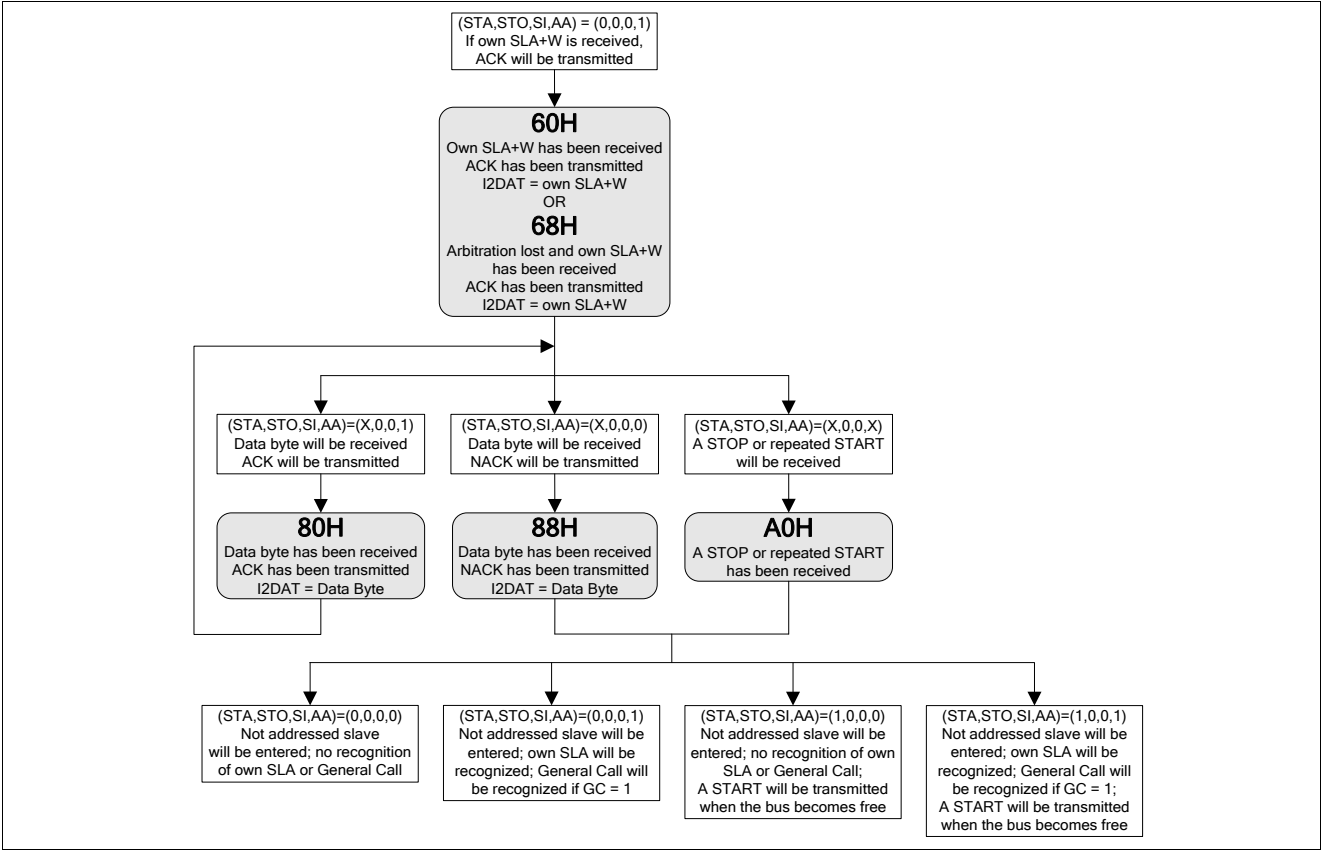 (STA,STO,SI,AA) = (0,0,0,1)
If own SLA+W is received,
ACK will be transmitted
60H
Own SLA+W has been received
ACK has been transmitted
I2DAT = own SLA+W
OR
68H
Arbitration lost and own SLA+W
has been received
ACK has been transmitted
I2DAT = own SLA+W
(STA,STO,SI,AA)=(X,0,0,1)
Data byte will be received
ACK will be transmitted
(STA,STO,SI,AA)=(X,0,0,0)
Data byte will be received
NACK will be transmitted
(STA,STO,SI,AA)=(X,0,0,X)
A STOP or repeated START
will be received
80H
Data byte has been received
ACK has been transmitted
I2DAT = Data Byte
88H
Data byte has been received
NACK has been transmitted
I2DAT = Data Byte
A0H
A STOP or repeated START
has been received
(STA,STO,SI,AA)=(0,0,0,0)
Not addressed slave
will be entered; no recognition
of own SLA or General Call
(STA,STO,SI,AA)=(0,0,0,1)
Not addressed slave will be
entered; own SLA will be
recognized; General Call will
be recognized if GC = 1
(STA,STO,SI,AA)=(1,0,0,0)
Not addressed slave will be
entered; no recognition of own
SLA or General Call;
A START will be transmitted
when the bus becomes free
(STA,STO,SI,AA)=(1,0,0,1)
Not addressed slave will be
entered; own SLA will be
recognized; General Call will
be recognized if GC = 1;
A START will be transmitted
when the bus becomes free